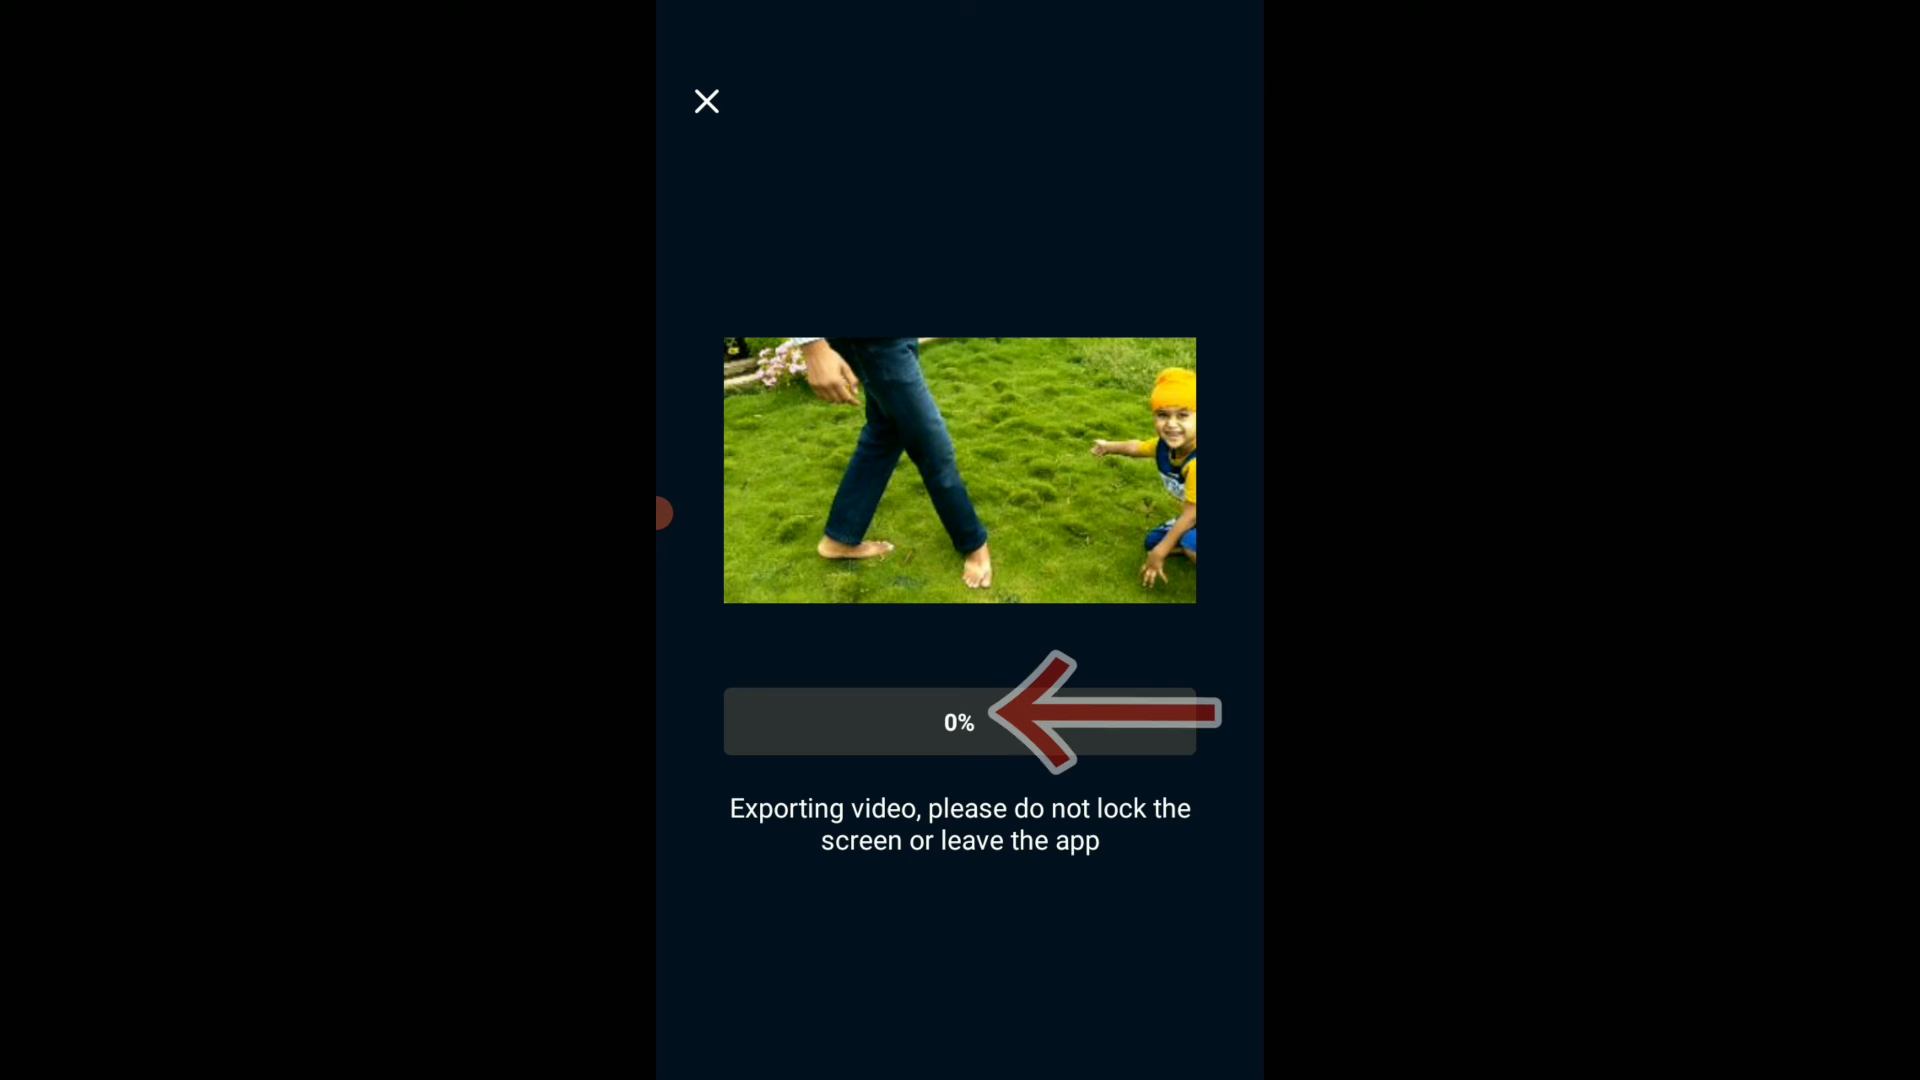 0%
Exporting video, please do not lock the
screen or leave the app